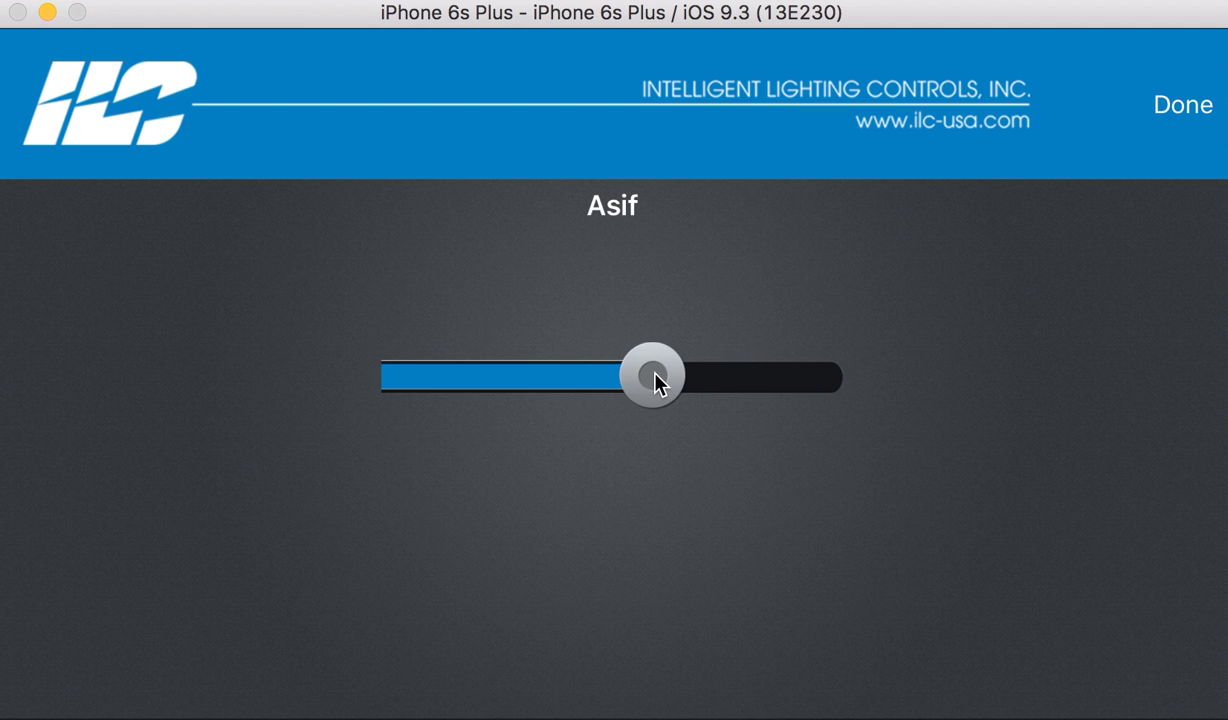 iPhone 6s Plus - iPhone 6s Plus / iOS 9.3 (13E230)
ILC
INTELLIGENT LIGHTING CONTROLS, INC.
www.ilc-usa.com
Done
Asif